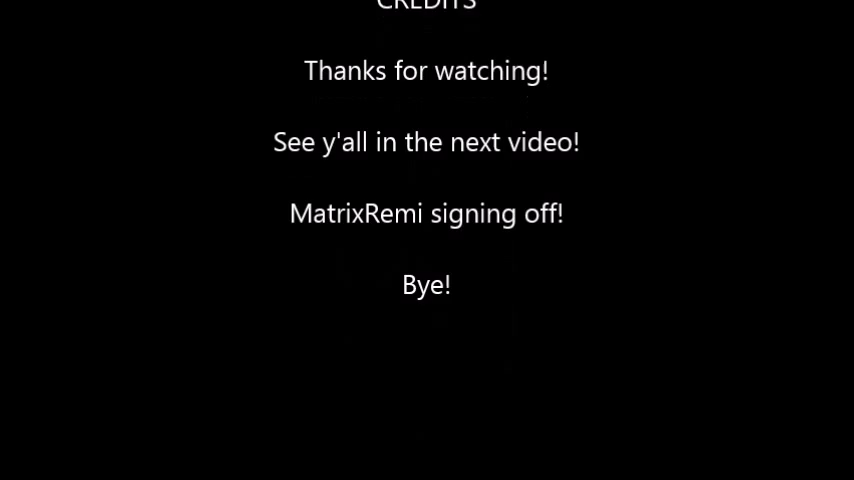 CREDITS
Thanks for watching!
See y'all in the next video!
MatrixRemi signing off!
Bye!